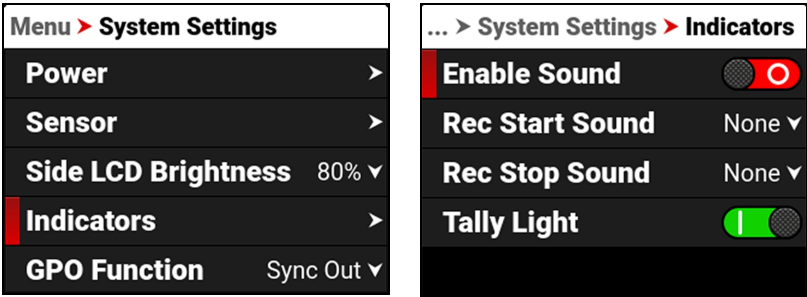 Menu ➤ System Settings
Power
Sensor
Side LCD Brightness 80%
Indicators
GPO Function Sync Out
... ➤ System Settings ➤ Indicators
Enable Sound
Rec Start Sound None
Rec Stop Sound None
Tally Light